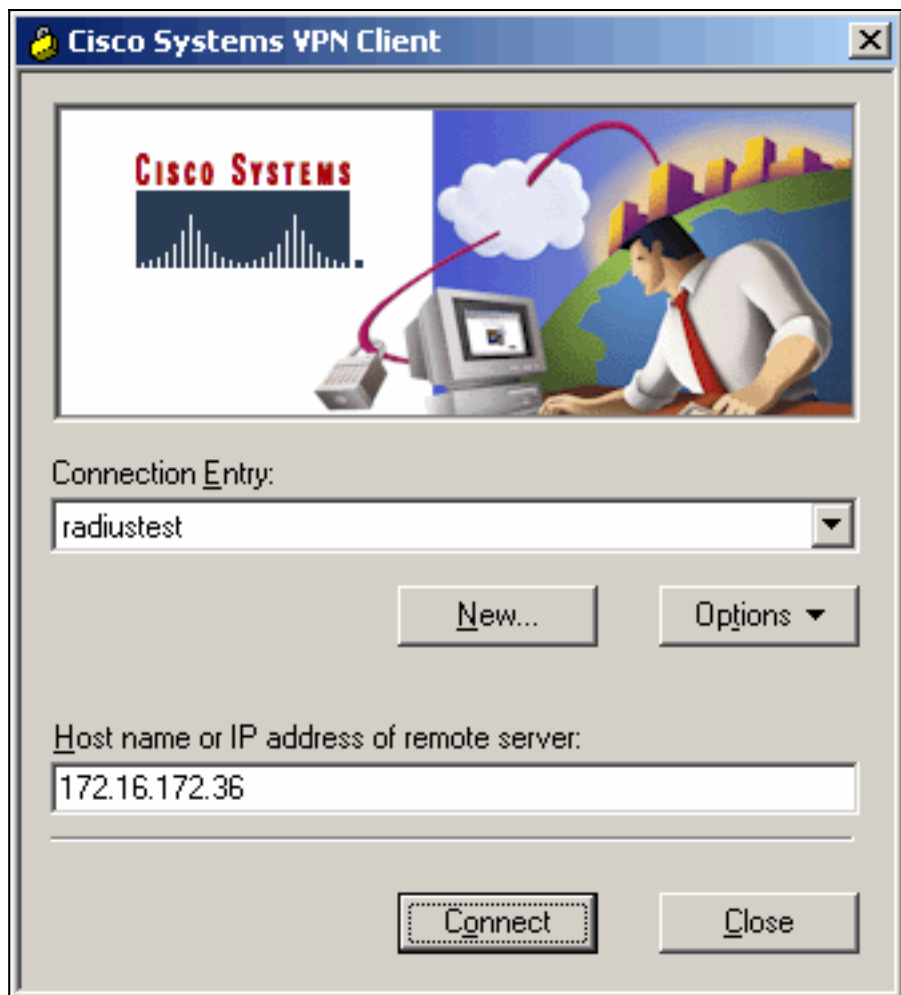 Cisco Systems VPN Client
CISCO SYSTEMS
Connection Entry:
radiustest
New...
Options
Host name or IP address of remote server:
172.16.172.36
Connect
Close